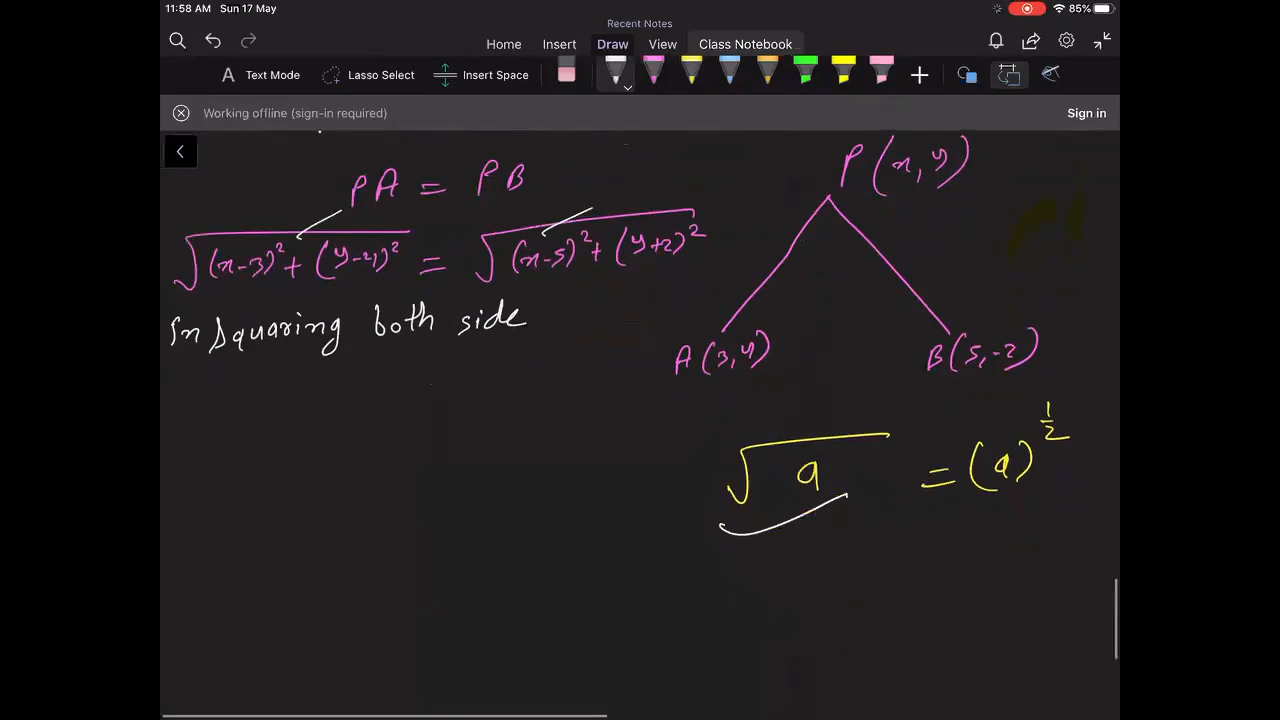 11:58 AM Sun 17 May
85%
Recent Notes
Home Insert Draw View Class Notebook
A Text Mode Lasso Select Insert Space
Working offline (sign-in required) Sign in
PA = PB
P(x, y)
√(x-3)² + (y-4)² = √(x-5)² + (y+2)²
In squaring both side
A(3,4)
B(5,-2)
√a = (a)^1/2